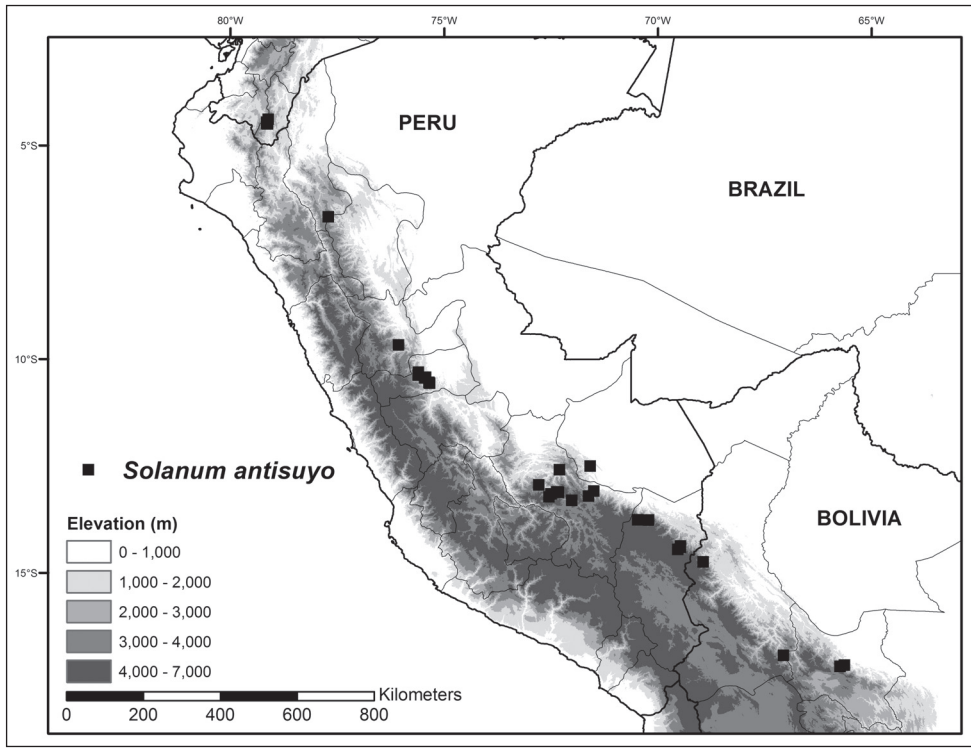 80°W 75°W 70°W 65°W
5°S
10°S
15°S
PERU
BRAZIL
BOLIVIA
Solanum antisuyo
Elevation (m)
0 - 1,000
1,000 - 2,000
2,000 - 3,000
3,000 - 4,000
4,000 - 7,000
Kilometers
0 200 400 600 800